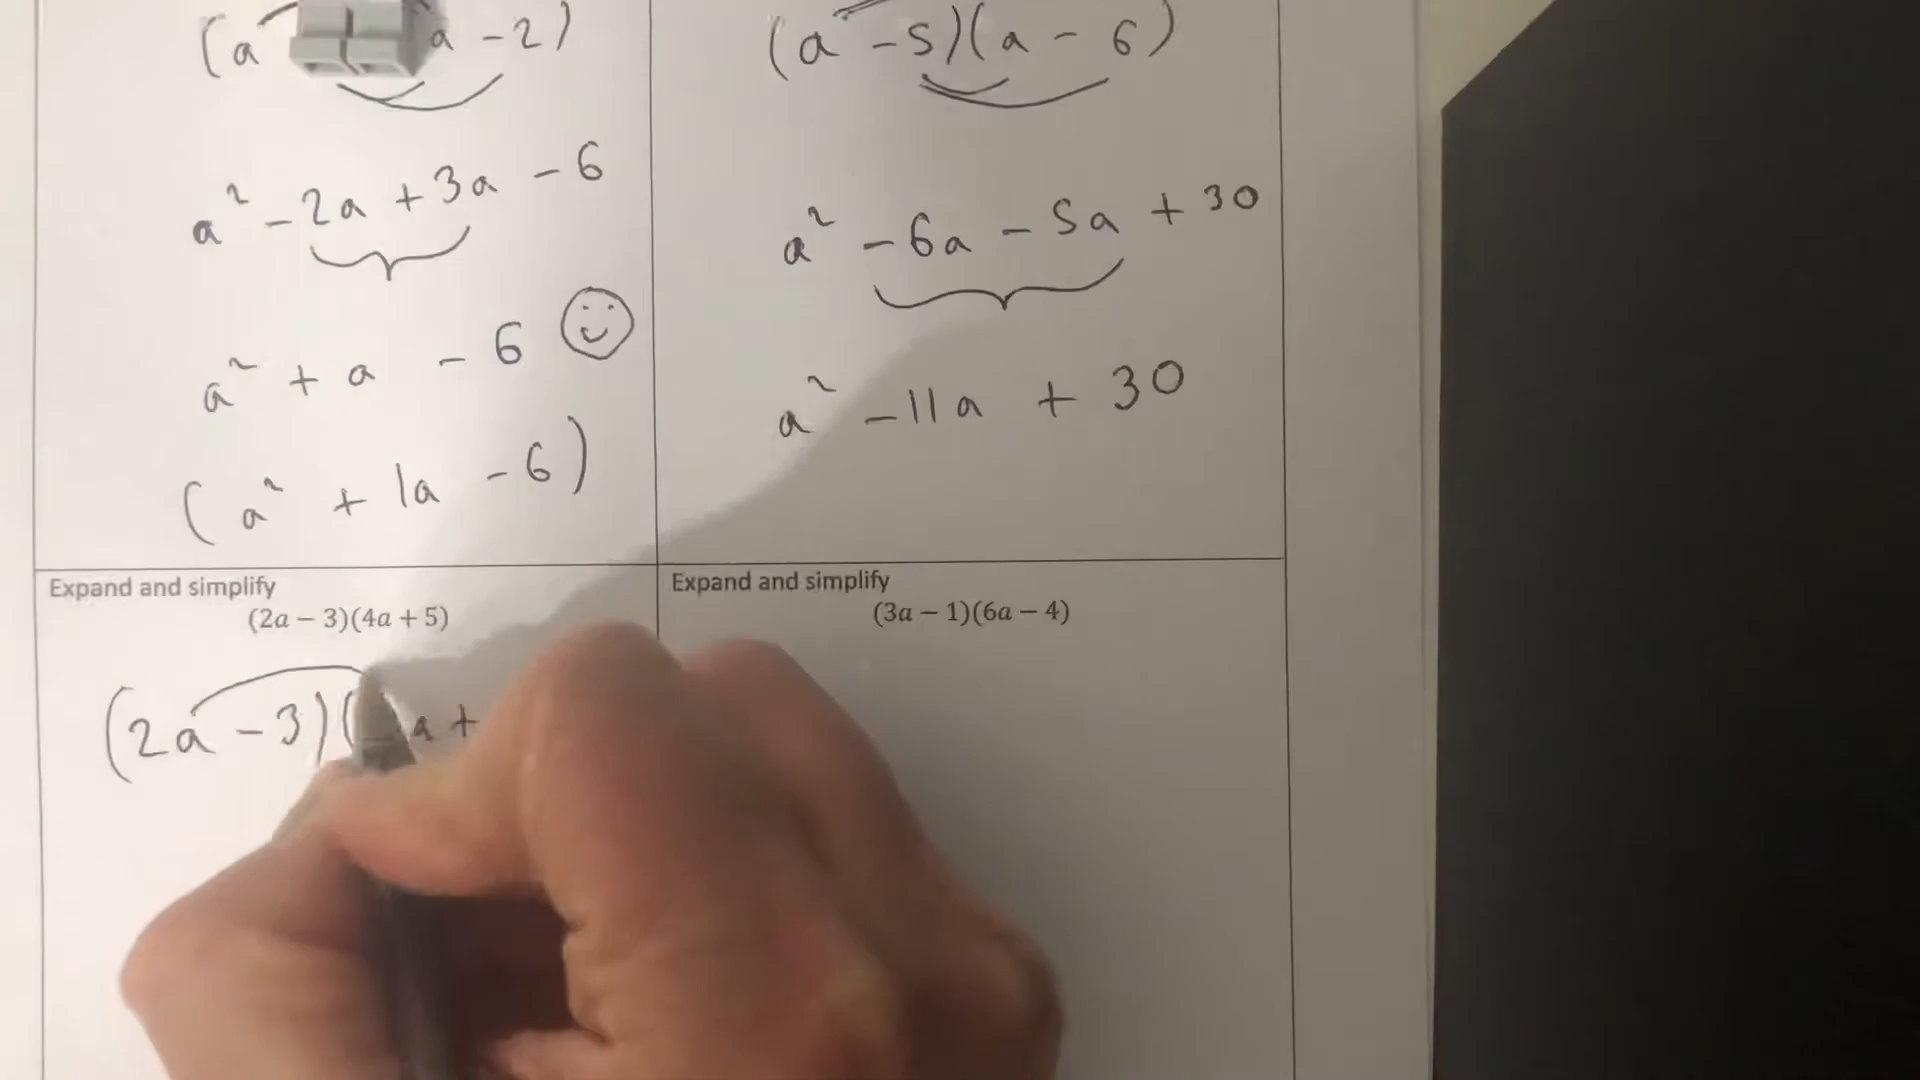 (a a - 2)
a² - 2a + 3a - 6
a² + a - 6
(a² + 1a - 6)
(a - 5)(a - 6)
a² - 6a - 5a + 30
a² - 11a + 30
Expand and simplify
(2a − 3)(4a + 5)
(2a - 3)( a +
Expand and simplify
(3a − 1)(6a − 4)